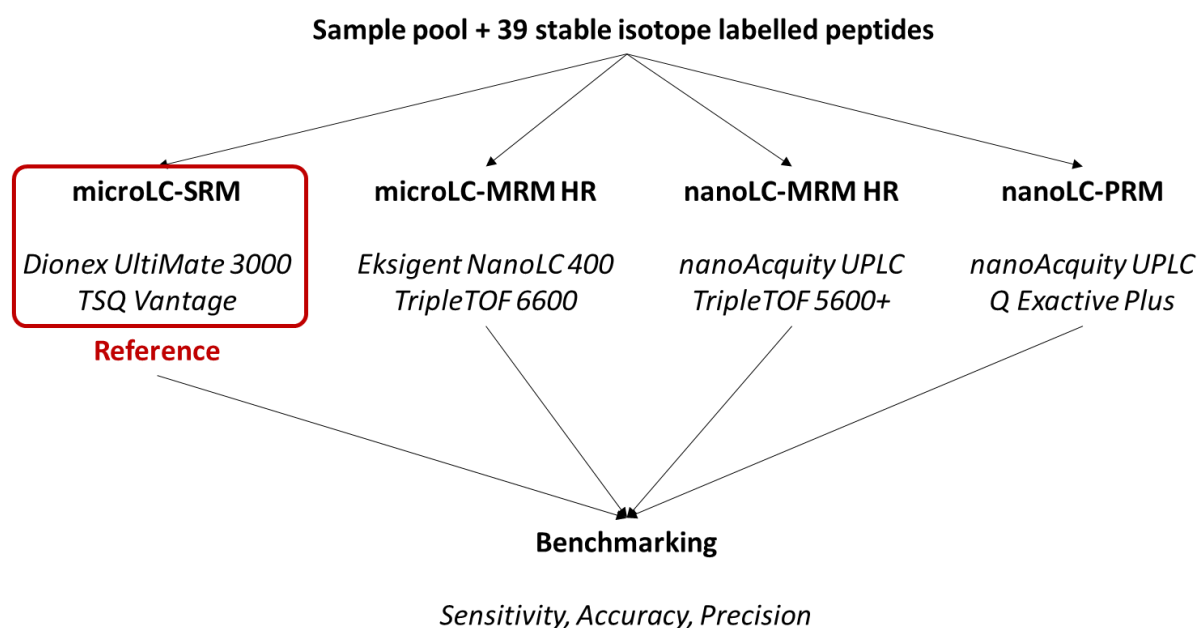 Sample pool + 39 stable isotope labelled peptides
microLC-SRM
Dionex UltiMate 3000
TSQ Vantage
Reference
microLC-MRM HR
Eksigent NanoLC 400
TripleTOF 6600
nanoLC-MRM HR
nanoAcquity UPLC
TripleTOF 5600+
nanoLC-PRM
nanoAcquity UPLC
Q Exactive Plus
Benchmarking
Sensitivity, Accuracy, Precision